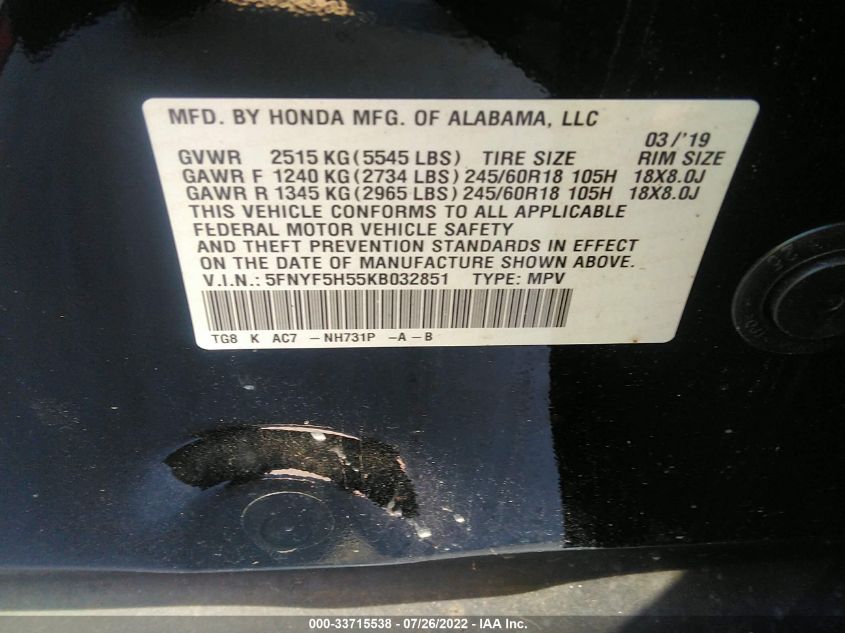 MFD. BY HONDA MFG. OF ALABAMA, LLC
03/'19
GVWR 2515 KG (5545 LBS) TIRE SIZE RIM SIZE
GAWR F 1240 KG (2734 LBS) 245/60R18 105H 18X8.0J
GAWR R 1345 KG (2965 LBS) 245/60R18 105H 18X8.0J
THIS VEHICLE CONFORMS TO ALL APPLICABLE
FEDERAL MOTOR VEHICLE SAFETY
AND THEFT PREVENTION STANDARDS IN EFFECT
ON THE DATE OF MANUFACTURE SHOWN ABOVE.
V.I.N.: 5FNYF5H55KB032851 TYPE: MPV
TG8 K AC7 -NH731P -A-B
000-33715538 - 07/26/2022 - IAA Inc.